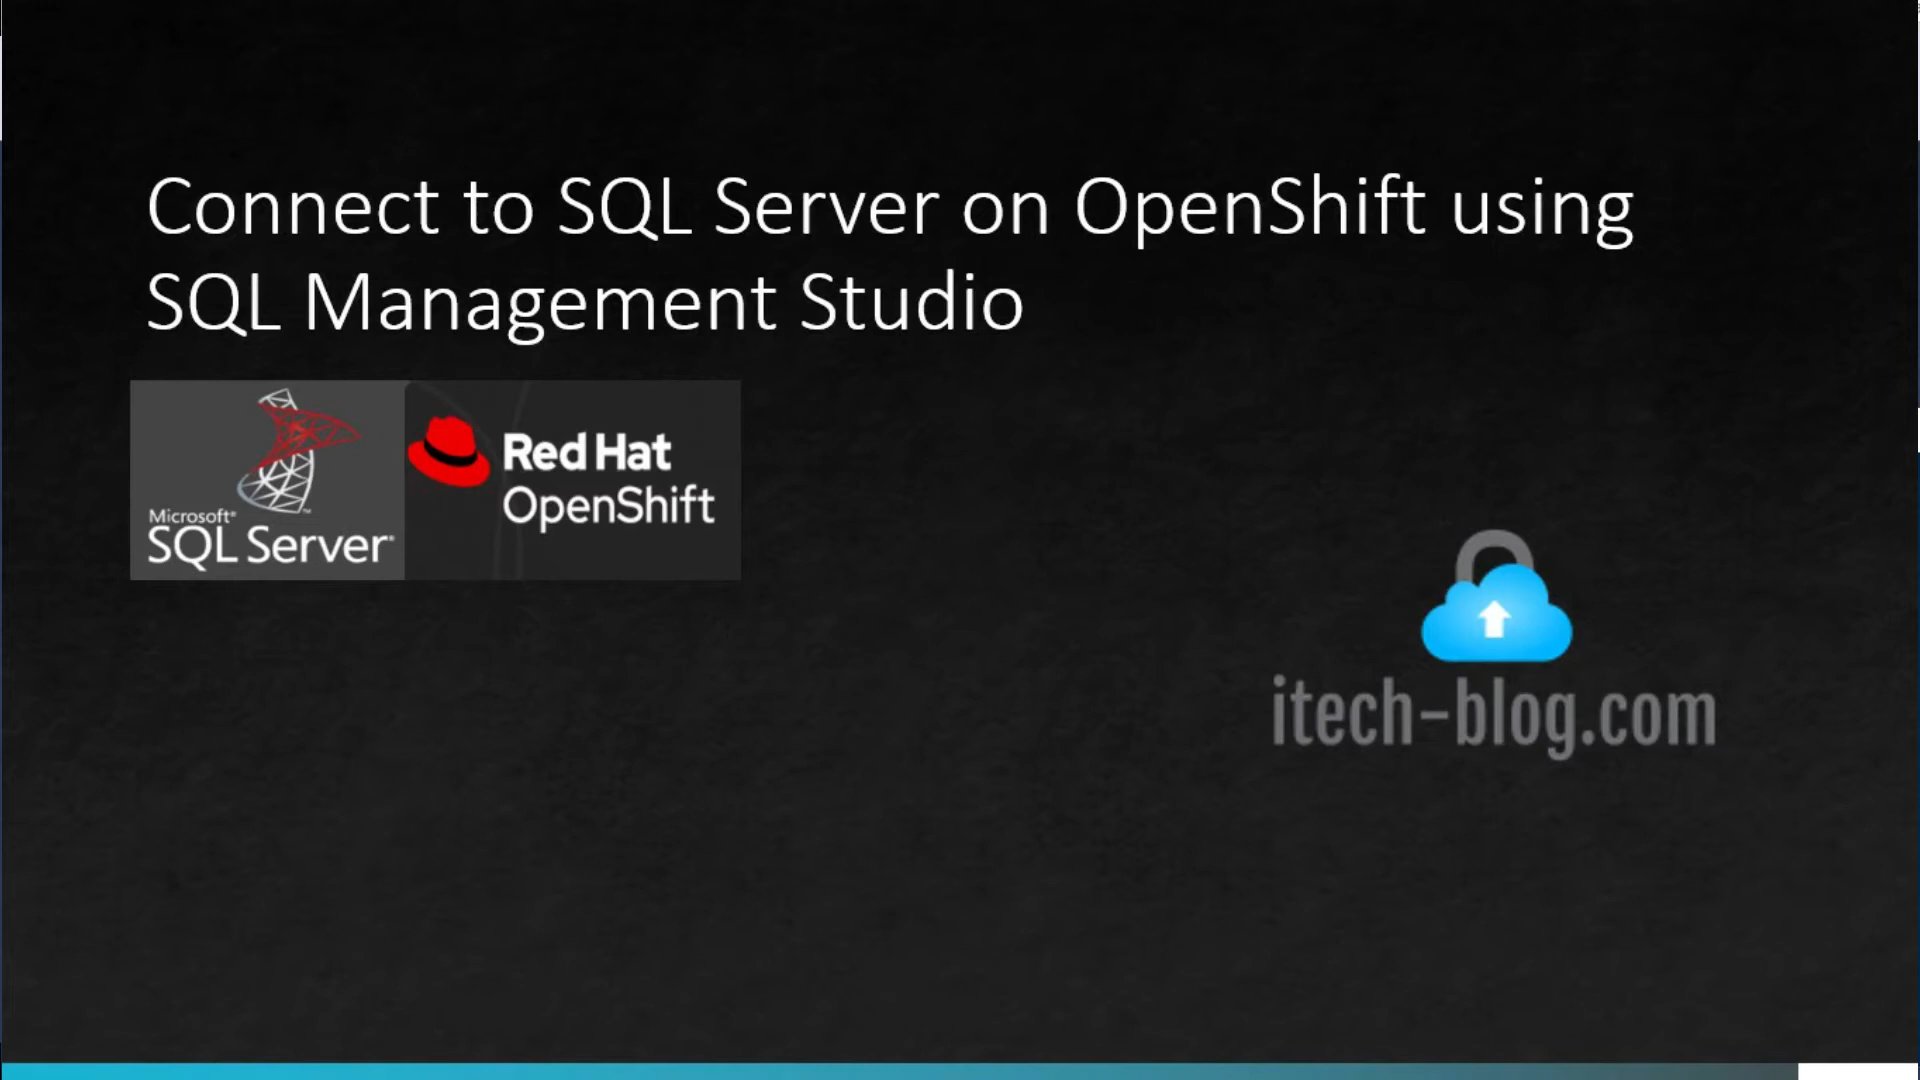 Connect to SQL Server on OpenShift using
SQL Management Studio
Microsoft®
SQL Server®
Red Hat
OpenShift
itech-blog.com